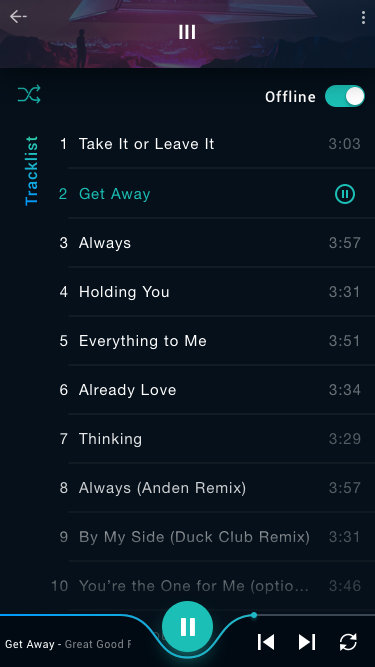 III
Offline
Tracklist
1 Take It or Leave It 3:03
2 Get Away
3 Always 3:57
4 Holding You 3:31
5 Everything to Me 3:51
6 Already Love 3:34
7 Thinking 3:29
8 Always (Anden Remix) 3:57
9 By My Side (Duck Club Remix) 3:31
10 You're the One for Me (optio... 3:46
Get Away - Great Good F